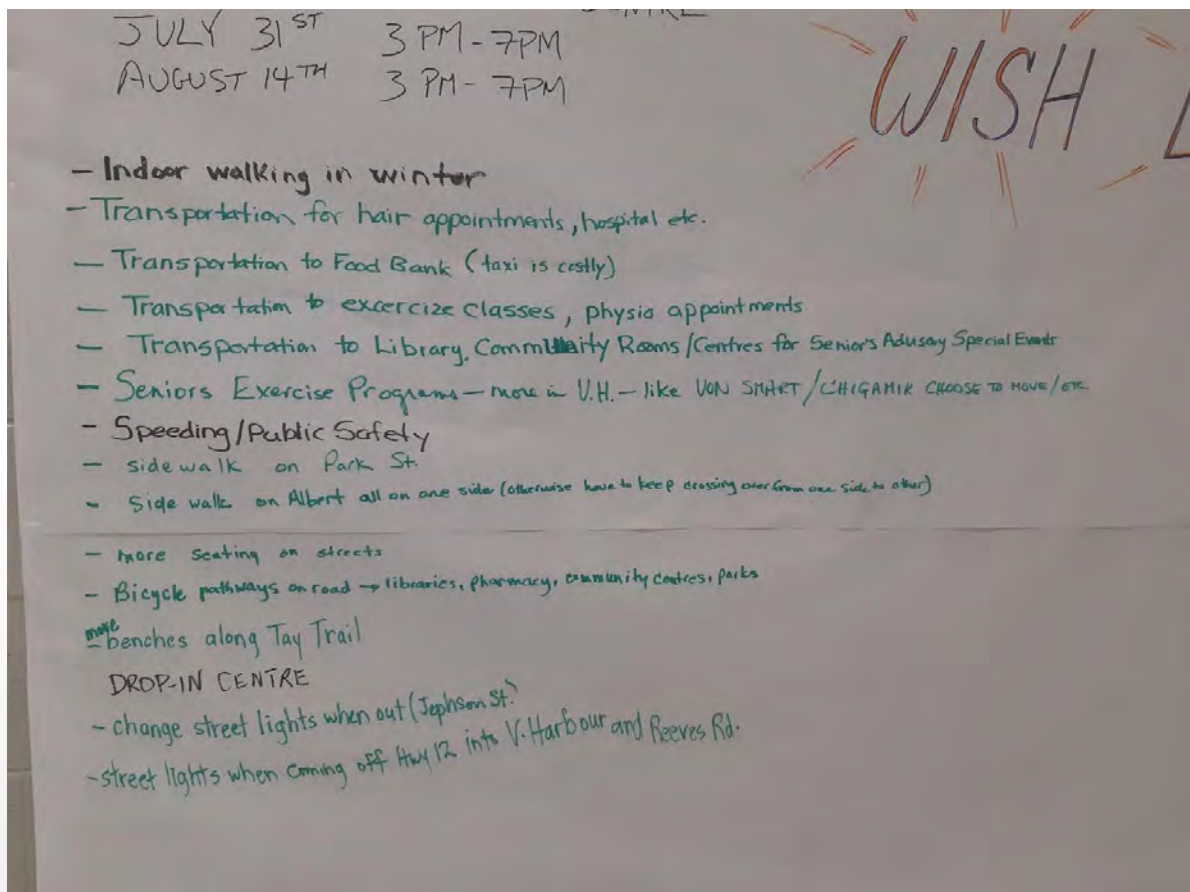 JULY 31ST 3 PM - 7PM
AUGUST 14TH 3 PM - 7PM
WISH
- Indoor walking in winter
- Transportation for hair appointments, hospital etc.
- Transportation to Food Bank (taxi is costly)
- Transportation to excercize classes, physio appointments
- Transportation to Library, Community Rooms/Centres for Senior's Advisory Special Events
- Seniors Exercise Programs - more in V.H. - like VON SMART/CHIGAMIK CHOOSE TO MOVE/ETC.
- Speeding/Public Safety
- sidewalk on Park St.
- Side walk on Albert all on one side (otherwise have to keep crossing over from one side to other)
- more seating on streets
- Bicycle pathways on road → libraries, pharmacy, community centres, parks
- more benches along Tay Trail
DROP-IN CENTRE
- change street lights when out (Jephson St.)
- street lights when coming off Hwy 12 into V. Harbour and Reeves Rd.